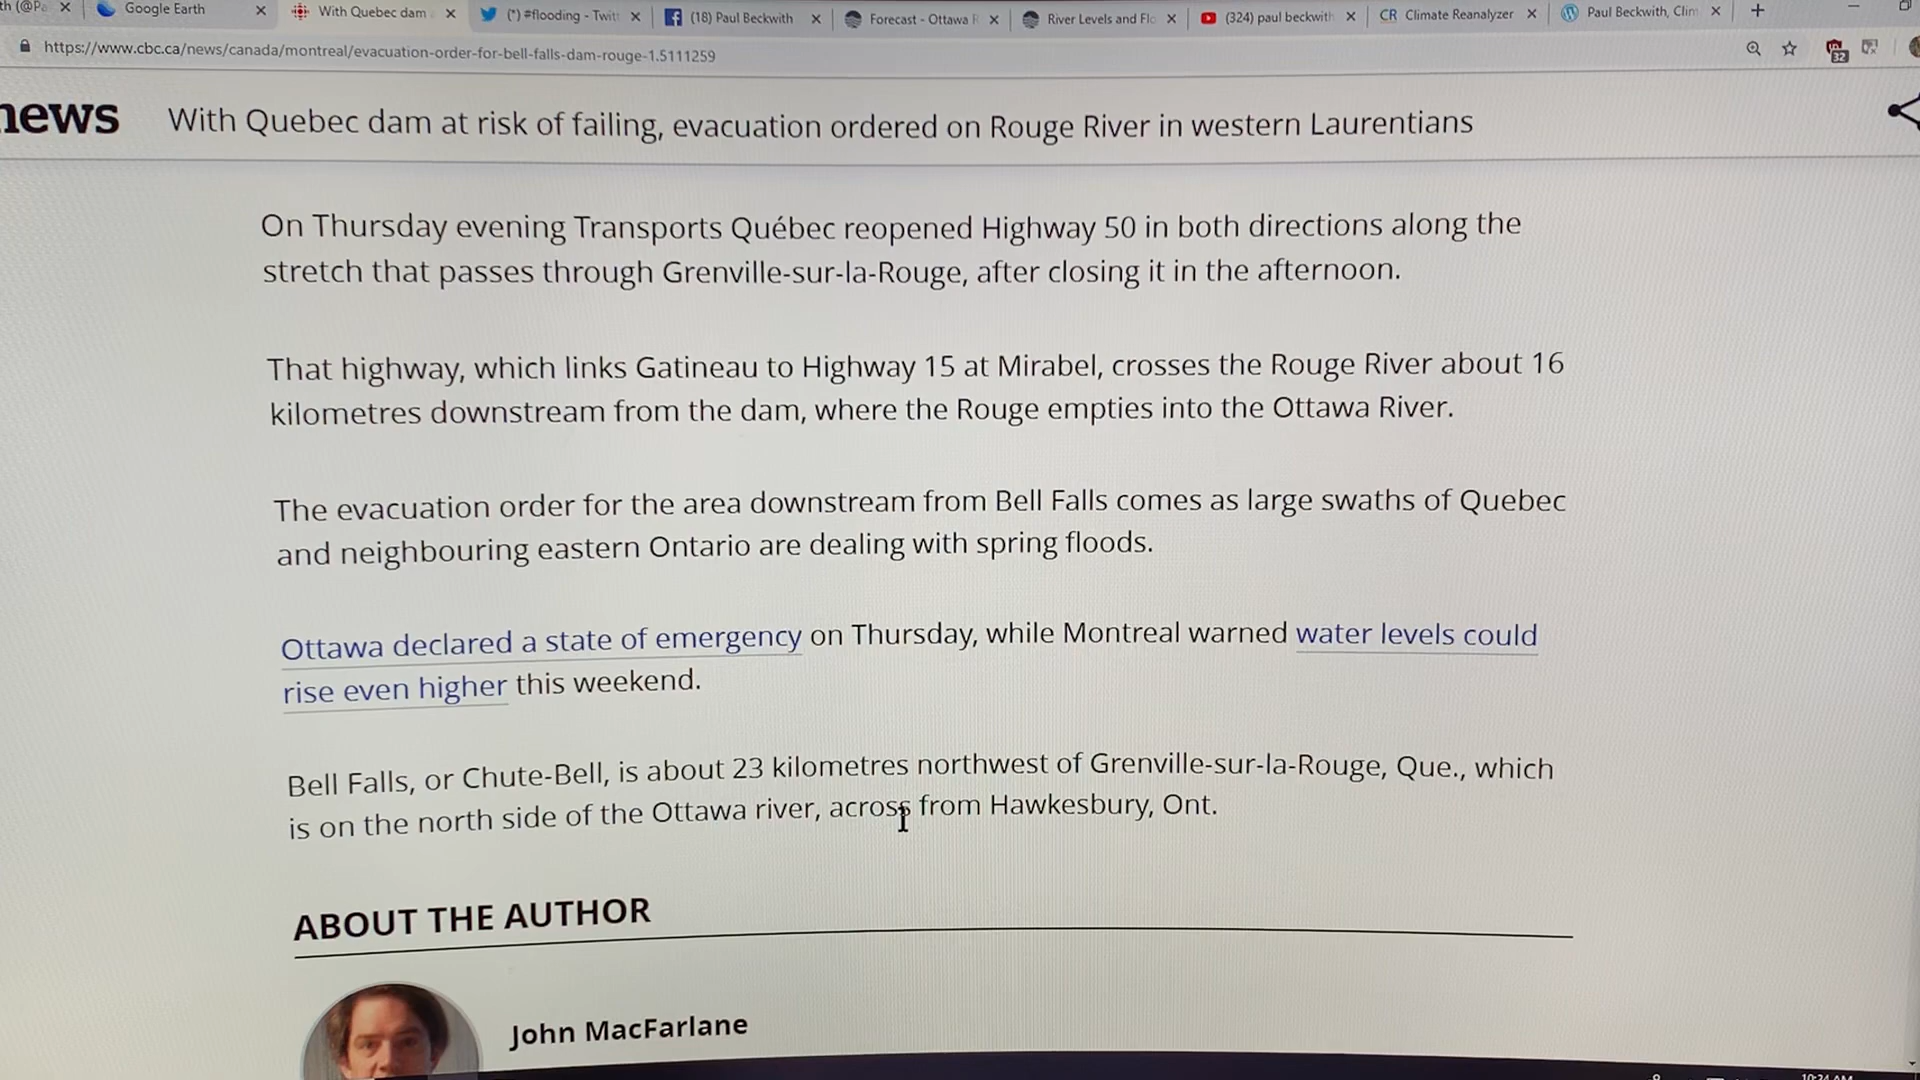 th (@Pa
Google Earth
With Quebec dam
(*) #flooding - Twitt
(18) Paul Beckwith
Forecast - Ottawa R
River Levels and Flo
(324) paul beckwith
CR Climate Reanalyzer
Paul Beckwith, Clim
https://www.cbc.ca/news/canada/montreal/evacuation-order-for-bell-falls-dam-rouge-1.5111259
32
news With Quebec dam at risk of failing, evacuation ordered on Rouge River in western Laurentians
On Thursday evening Transports Québec reopened Highway 50 in both directions along the
stretch that passes through Grenville-sur-la-Rouge, after closing it in the afternoon.
That highway, which links Gatineau to Highway 15 at Mirabel, crosses the Rouge River about 16
kilometres downstream from the dam, where the Rouge empties into the Ottawa River.
The evacuation order for the area downstream from Bell Falls comes as large swaths of Quebec
and neighbouring eastern Ontario are dealing with spring floods.
Ottawa declared a state of emergency on Thursday, while Montreal warned water levels could
rise even higher this weekend.
Bell Falls, or Chute-Bell, is about 23 kilometres northwest of Grenville-sur-la-Rouge, Que., which
is on the north side of the Ottawa river, across from Hawkesbury, Ont.
ABOUT THE AUTHOR
John MacFarlane
10:24 AM